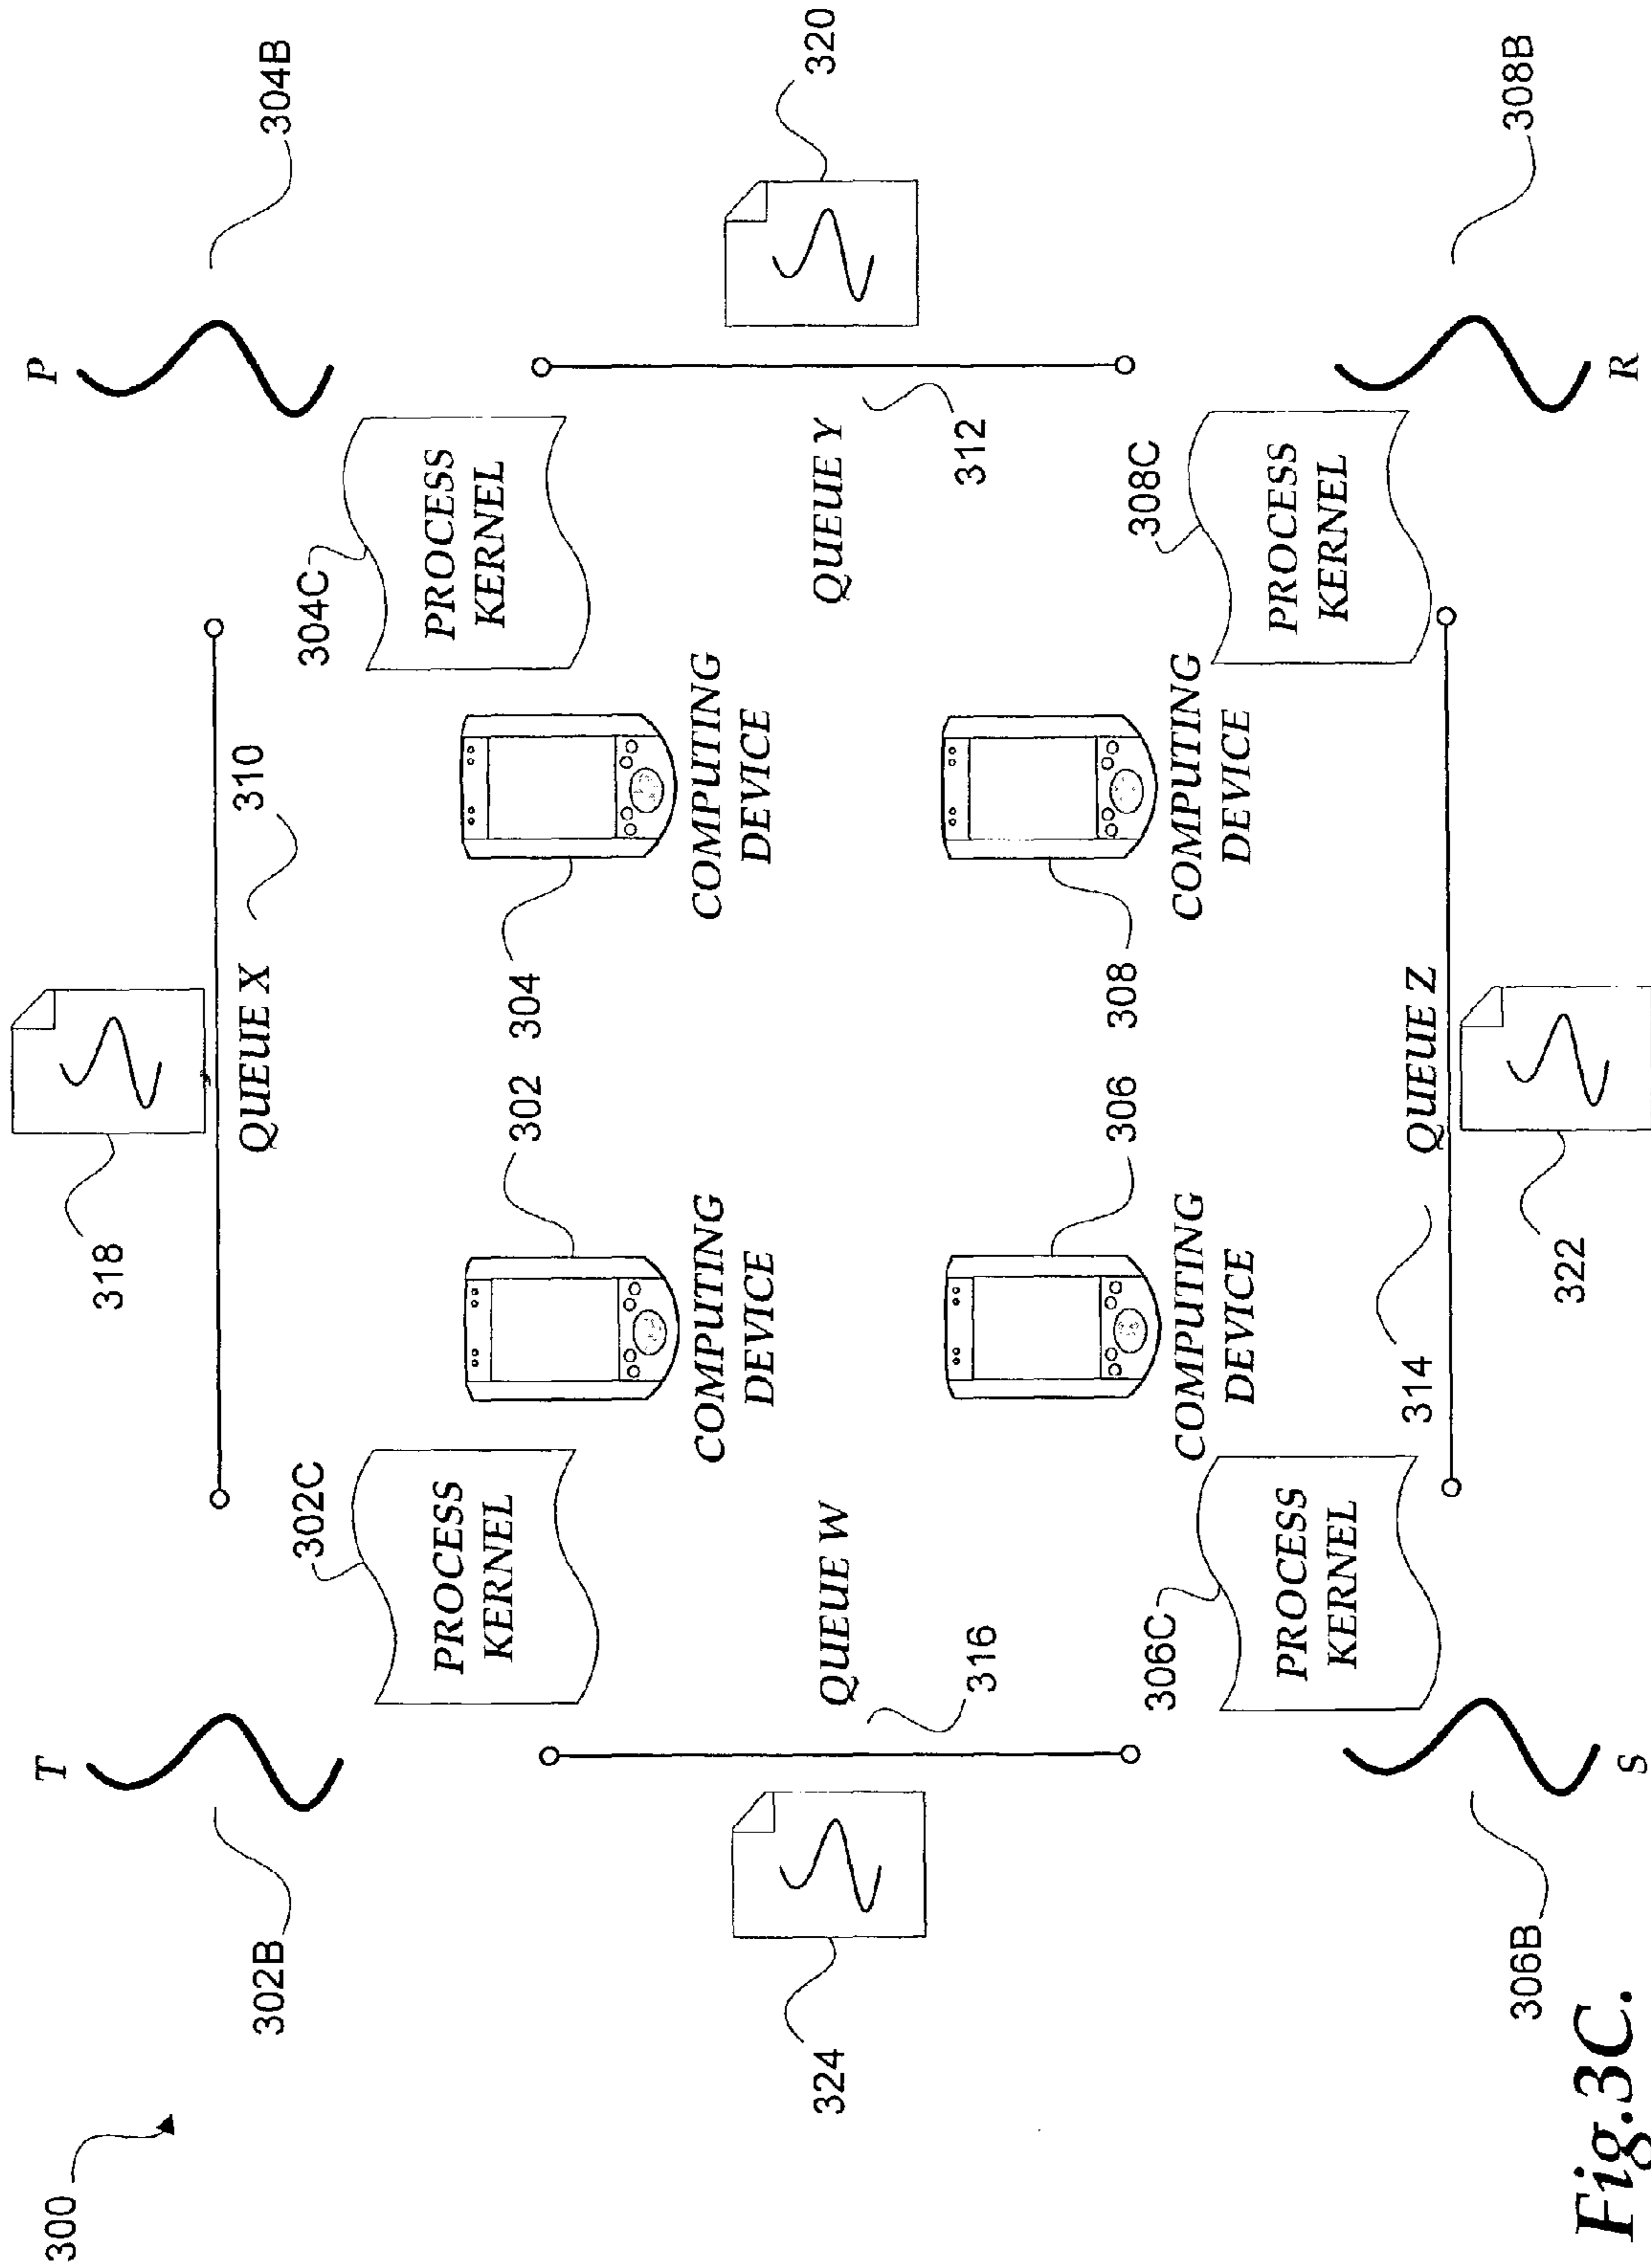 300
T
P
318
302B
QUEUE X
310
304B
302C
304C
PROCESS
KERNEL
PROCESS
KERNEL
302
304
COMPUTING
DEVICE
COMPUTING
DEVICE
324
QUEUE W
QUEUE Y
320
316
312
306
308
306C
308C
COMPUTING
DEVICE
COMPUTING
DEVICE
PROCESS
KERNEL
PROCESS
KERNEL
314
QUEUE Z
306B
322
308B
S
R
Fig.3C.